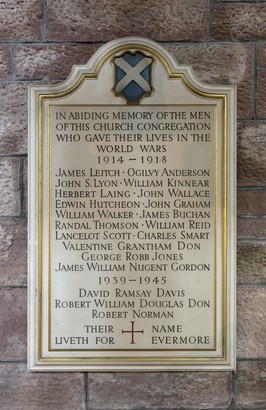 IN ABIDING MEMORY OF THE MEN
OF THIS CHURCH CONGREGATION
WHO GAVE THEIR LIVES IN THE
WORLD WARS
1914 – 1918
JAMES LEITCH · OGILVY ANDERSON
JOHN S. LYON · WILLIAM KINNEAR
HERBERT LAING · JOHN WALLACE
EDWIN HUTCHEON · JOHN GRAHAM
WILLIAM WALKER · JAMES BUCHAN
RANDAL THOMSON · WILLIAM REID
LANCELOT SCOTT · CHARLES SMART
VALENTINE GRANTHAM DON
GEORGE ROBB JONES
JAMES WILLIAM NUGENT GORDON
1939 – 1945
DAVID RAMSAY DAVIS
ROBERT WILLIAM DOUGLAS DON
ROBERT NORMAN
THEIR NAME
LIVETH FOR EVERMORE